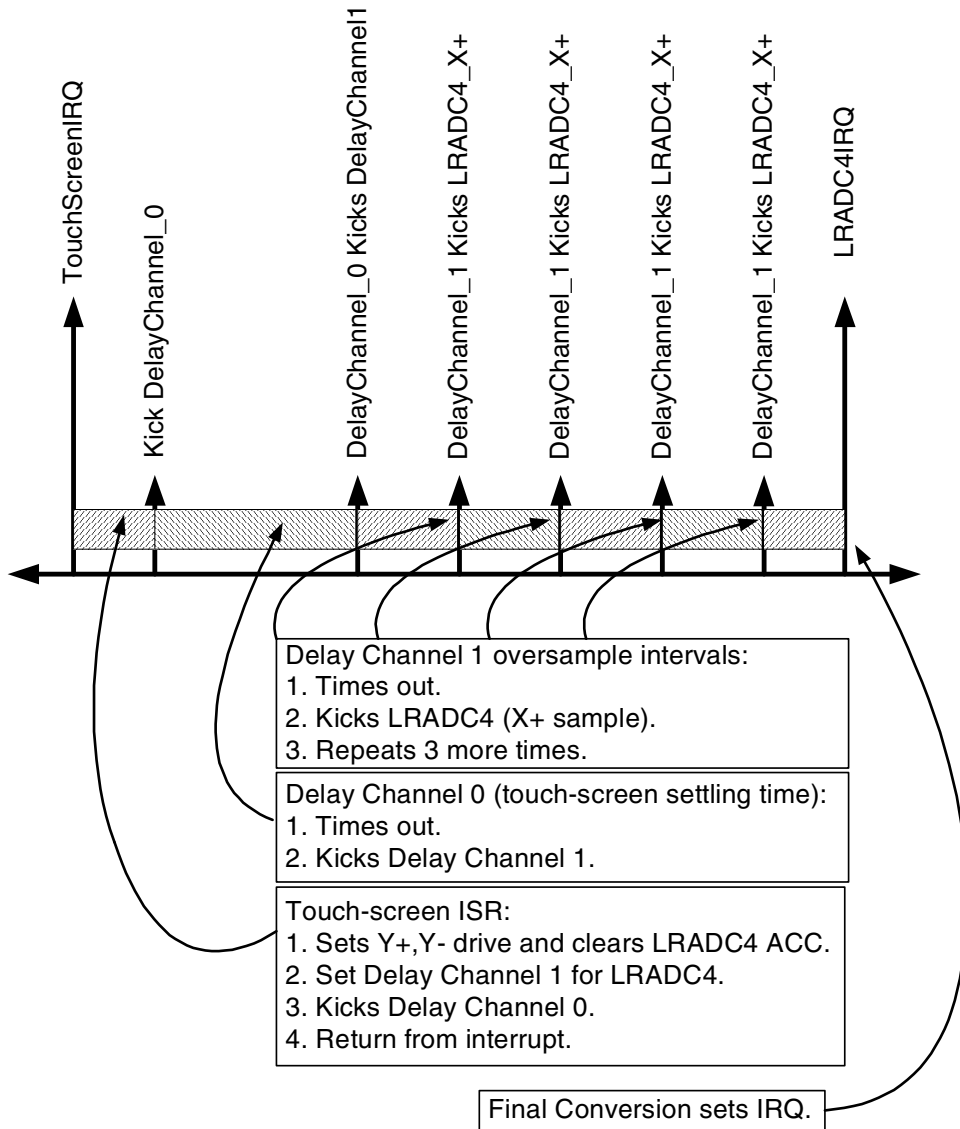 TouchScreenIRQ
Kick DelayChannel_0
DelayChannel_0 Kicks DelayChannel1
DelayChannel_1 Kicks LRADC4_X+
DelayChannel_1 Kicks LRADC4_X+
DelayChannel_1 Kicks LRADC4_X+
DelayChannel_1 Kicks LRADC4_X+
LRADC4IRQ
Delay Channel 1 oversample intervals:
1. Times out.
2. Kicks LRADC4 (X+ sample).
3. Repeats 3 more times.
Delay Channel 0 (touch-screen settling time):
1. Times out.
2. Kicks Delay Channel 1.
Touch-screen ISR:
1. Sets Y+,Y- drive and clears LRADC4 ACC.
2. Set Delay Channel 1 for LRADC4.
3. Kicks Delay Channel 0.
4. Return from interrupt.
Final Conversion sets IRQ.